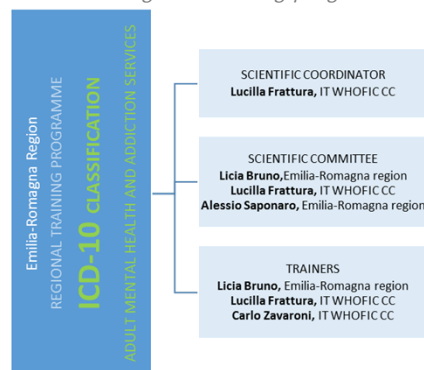 Emilia-Romagna Region
REGIONAL TRAINING PROGRAMME
ICD-10 CLASSIFICATION
ADULT MENTAL HEALTH AND ADDICTION SERVICES
SCIENTIFIC COORDINATOR
Lucilla Frattura, IT WHOFIC CC
SCIENTIFIC COMMITTEE
Licia Bruno,Emilia-Romagna region
Lucilla Frattura, IT WHOFIC CC
Alessio Saponaro, Emilia-Romagna region
TRAINERS
Licia Bruno, Emilia-Romagna region
Lucilla Frattura, IT WHOFIC CC
Carlo Zavaroni, IT WHOFIC CC